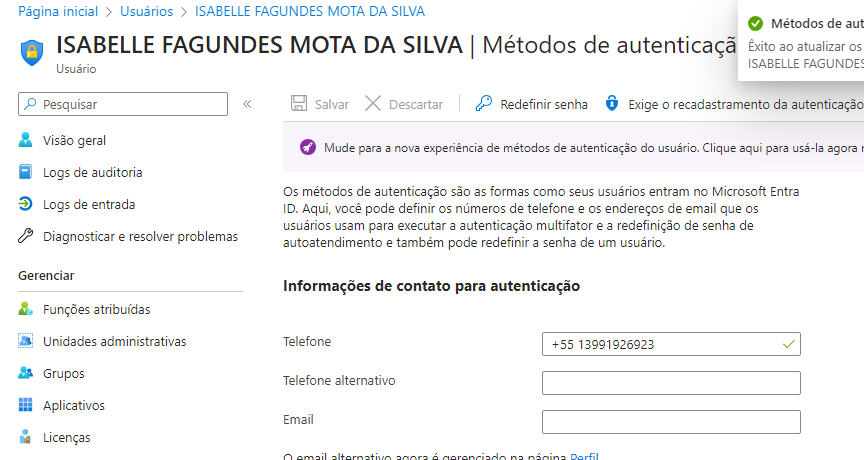 Página inicial > Usuários > ISABELLE FAGUNDES MOTA DA SILVA
ISABELLE FAGUNDES MOTA DA SILVA | Métodos de autenticaçã
Usuário
Métodos de aut
Êxito ao atualizar os
ISABELLE FAGUNDES
Pesquisar
Salvar
Descartar
Redefinir senha
Exige o recadastramento da autenticação
Visão geral
Logs de auditoria
Logs de entrada
Diagnosticar e resolver problemas
Gerenciar
Funções atribuídas
Unidades administrativas
Grupos
Aplicativos
Licenças
Mude para a nova experiência de métodos de autenticação do usuário. Clique aqui para usá-la agora
Os métodos de autenticação são as formas como seus usuários entram no Microsoft Entra
ID. Aqui, você pode definir os números de telefone e os endereços de email que os
usuários usam para executar a autenticação multifator e a redefinição de senha de
autoatendimento e também pode redefinir a senha de um usuário.
Informações de contato para autenticação
Telefone
+55 13991926923
Telefone alternativo
Email
O email alternativo agora é gerenciado na página Perfil